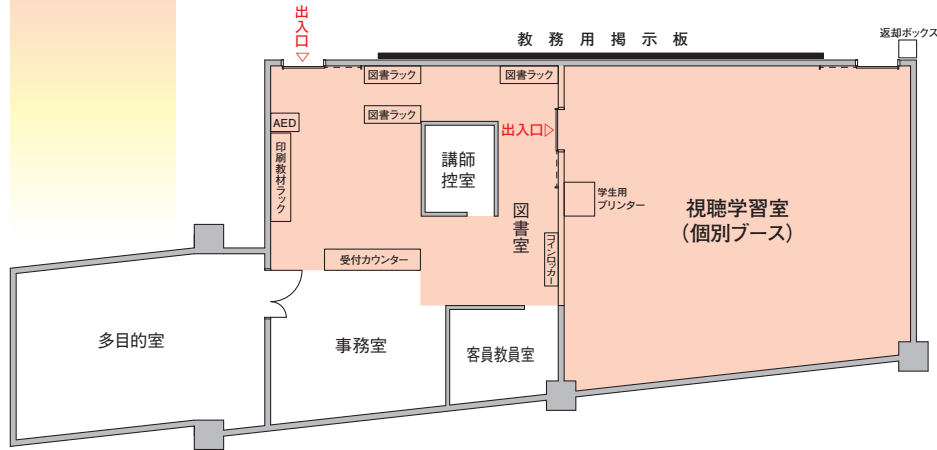 出入口
教務用掲示板
返却ボックス
図書ラック
図書ラック
AED
図書ラック
出入口
印刷教材ラック
講師
控室
図書室
学生用
プリンター
視聴学習室
(個別ブース)
コインロッカー
受付カウンター
多目的室
事務室
客員教員室